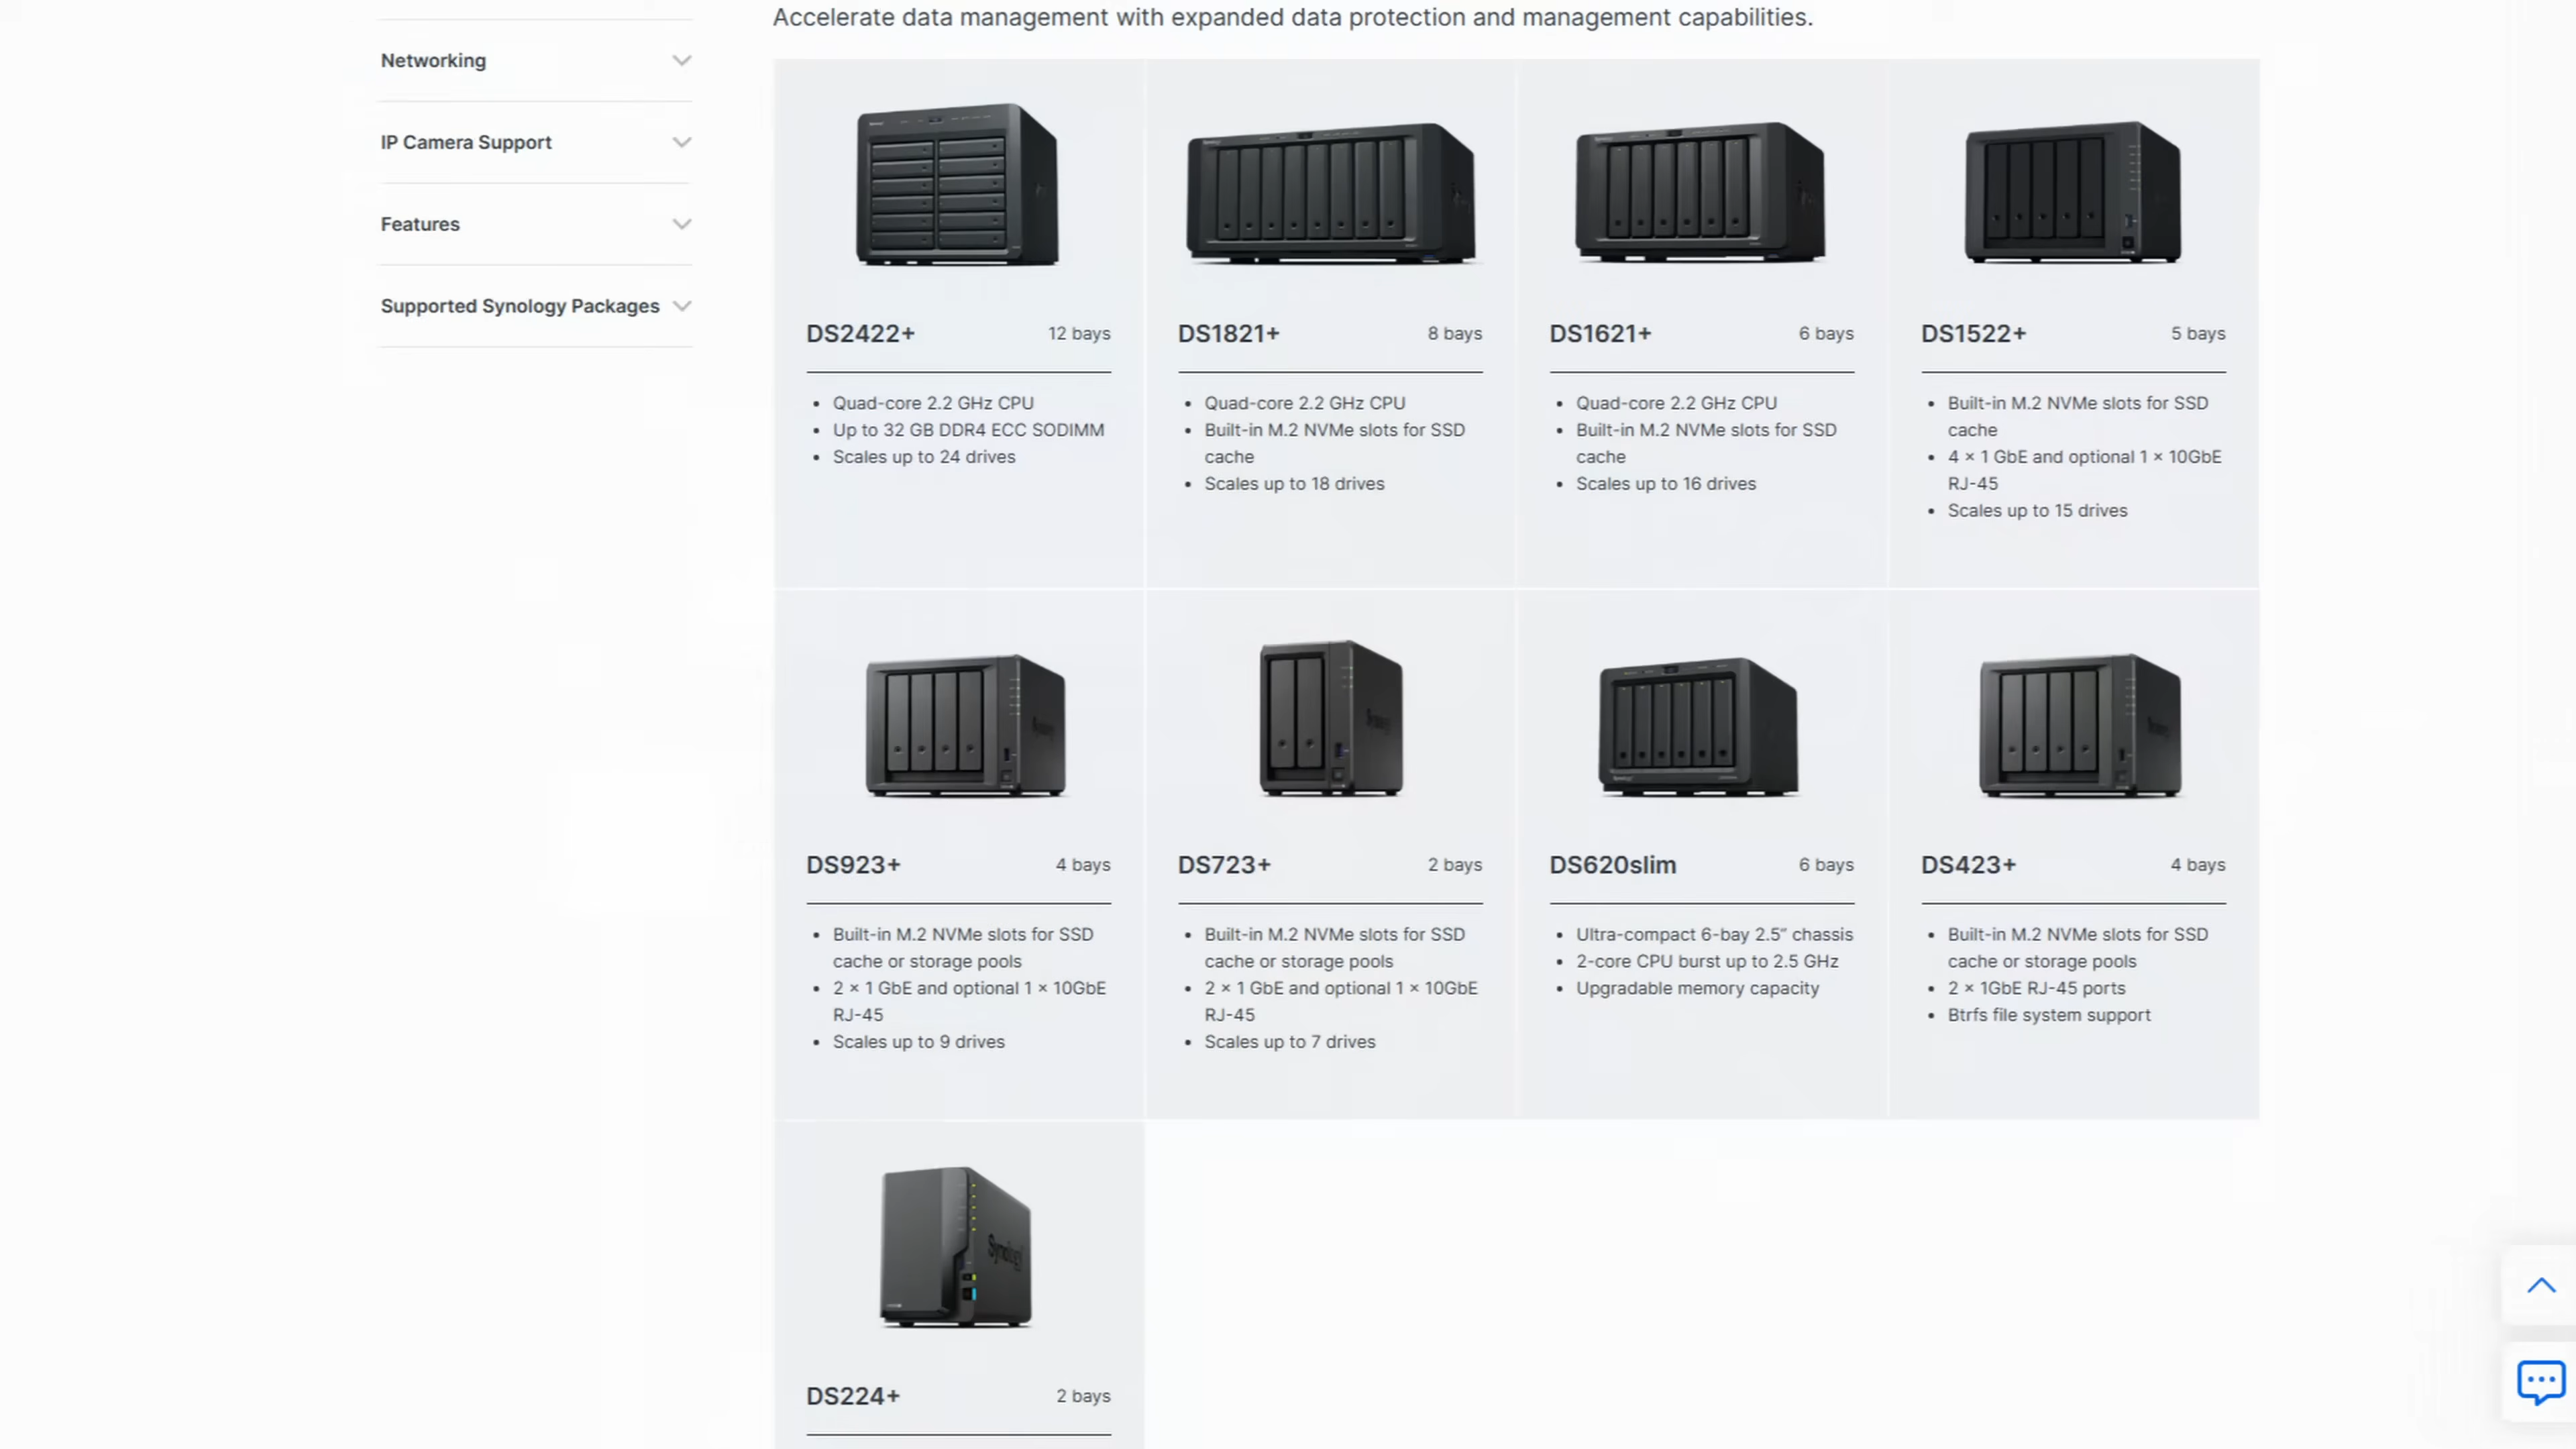 Accelerate data management with expanded data protection and management capabilities.
Networking
IP Camera Support
Features
Supported Synology Packages
DS2422+ 12 bays
Quad-core 2.2 GHz CPU
Up to 32 GB DDR4 ECC SODIMM
Scales up to 24 drives
DS1821+ 8 bays
Quad-core 2.2 GHz CPU
Built-in M.2 NVMe slots for SSD
cache
Scales up to 18 drives
DS1621+ 6 bays
Quad-core 2.2 GHz CPU
Built-in M.2 NVMe slots for SSD
cache
Scales up to 16 drives
DS1522+ 5 bays
Built-in M.2 NVMe slots for SSD
cache
4 × 1 GbE and optional 1 × 10GbE
RJ-45
Scales up to 15 drives
DS923+ 4 bays
Built-in M.2 NVMe slots for SSD
cache or storage pools
2 × 1 GbE and optional 1 × 10GbE
RJ-45
Scales up to 9 drives
DS723+ 2 bays
Built-in M.2 NVMe slots for SSD
cache or storage pools
2 × 1 GbE and optional 1 × 10GbE
RJ-45
Scales up to 7 drives
DS620slim 6 bays
Ultra-compact 6-bay 2.5” chassis
2-core CPU burst up to 2.5 GHz
Upgradable memory capacity
DS423+ 4 bays
Built-in M.2 NVMe slots for SSD
cache or storage pools
2 × 1GbE RJ-45 ports
Btrfs file system support
Synology
DS224+ 2 bays